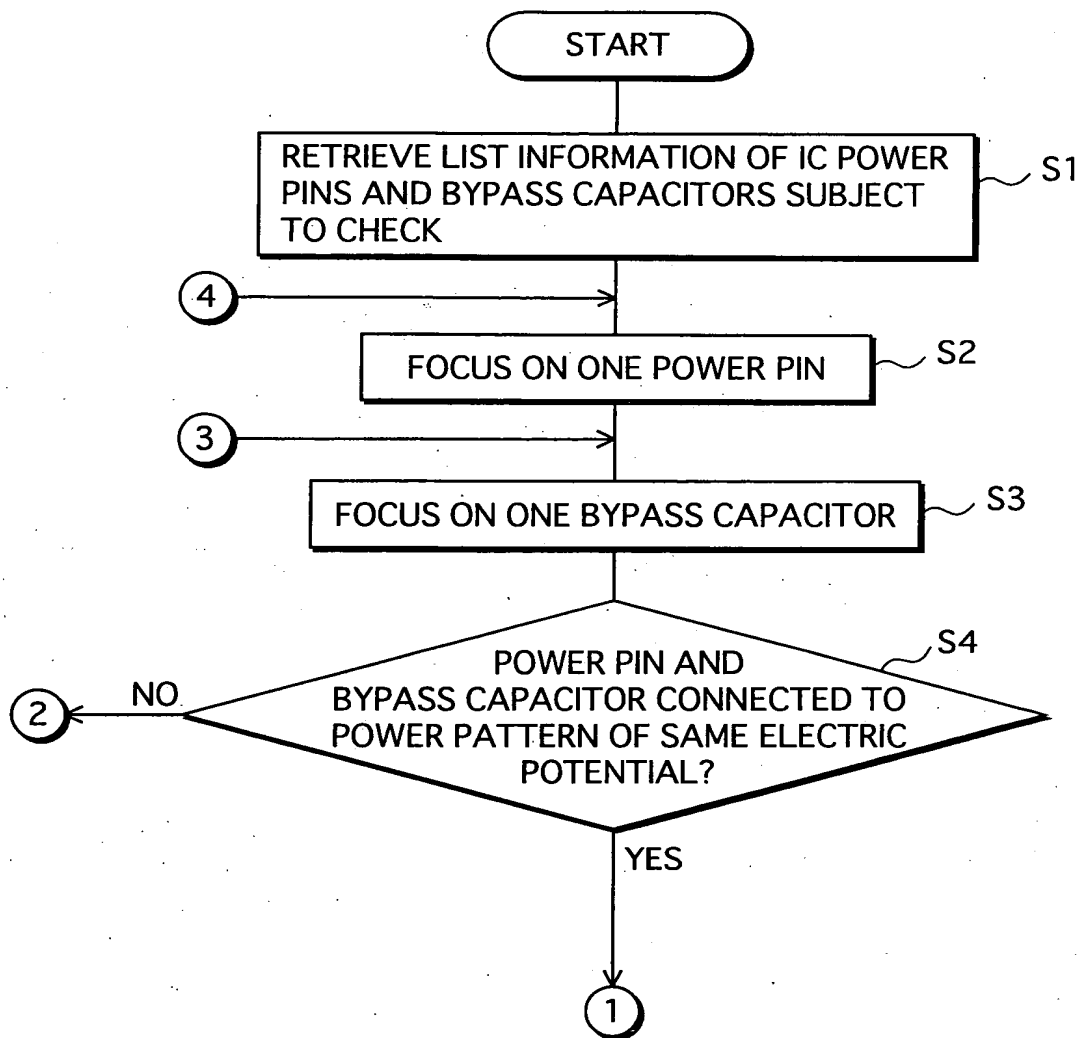 START
RETRIEVE LIST INFORMATION OF IC POWER
PINS AND BYPASS CAPACITORS SUBJECT
TO CHECK
S1
4
FOCUS ON ONE POWER PIN
S2
3
FOCUS ON ONE BYPASS CAPACITOR
S3
S4
POWER PIN AND
BYPASS CAPACITOR CONNECTED TO
POWER PATTERN OF SAME ELECTRIC
POTENTIAL?
NO
2
YES
1